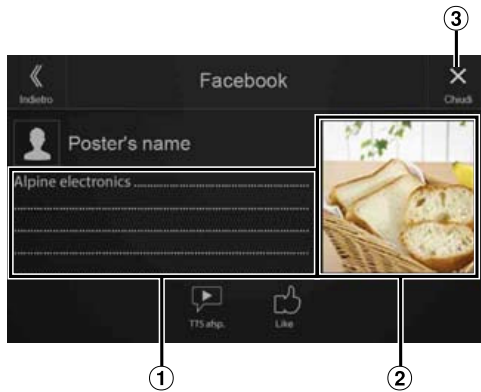 ③
Indietro
Facebook
Chiudi
Poster's name
Alpine electronics
TTS ahp.
Like
①
②